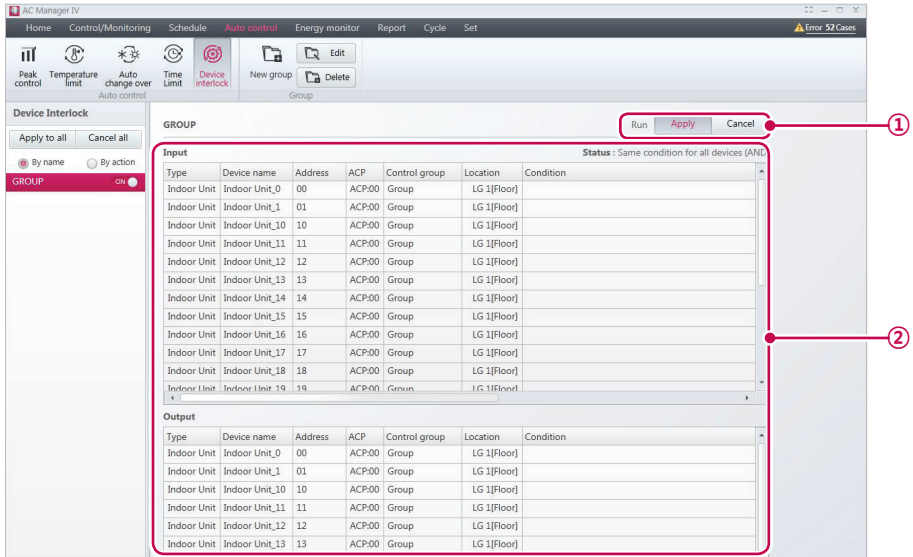 AC Manager IV
Home Control/Monitoring Schedule Auto control Energy monitor Report Cycle Set Error 52 Cases
Peak control
Temperature limit
Auto change over
Time Limit
Device interlock
Auto control
New group
Edit
Delete
Group
Device Interlock
Apply to all Cancel all
By name By action
GROUP ON
GROUP Run Apply Cancel
①
Input Status : Same condition for all devices (AND
Type Device name Address ACP Control group Location Condition
Indoor Unit Indoor Unit_0 00 ACP:00 Group LG 1[Floor]
Indoor Unit Indoor Unit_1 01 ACP:00 Group LG 1[Floor]
Indoor Unit Indoor Unit_10 10 ACP:00 Group LG 1[Floor]
Indoor Unit Indoor Unit_11 11 ACP:00 Group LG 1[Floor]
Indoor Unit Indoor Unit_12 12 ACP:00 Group LG 1[Floor]
Indoor Unit Indoor Unit_13 13 ACP:00 Group LG 1[Floor]
Indoor Unit Indoor Unit_14 14 ACP:00 Group LG 1[Floor]
Indoor Unit Indoor Unit_15 15 ACP:00 Group LG 1[Floor]
Indoor Unit Indoor Unit_16 16 ACP:00 Group LG 1[Floor]
②
Indoor Unit Indoor Unit_17 17 ACP:00 Group LG 1[Floor]
Indoor Unit Indoor Unit_18 18 ACP:00 Group LG 1[Floor]
Indoor Unit Indoor Unit_19 19 ACP:00 Group LG 1[Floor]
Output
Type Device name Address ACP Control group Location Condition
Indoor Unit Indoor Unit_0 00 ACP:00 Group LG 1[Floor]
Indoor Unit Indoor Unit_1 01 ACP:00 Group LG 1[Floor]
Indoor Unit Indoor Unit_10 10 ACP:00 Group LG 1[Floor]
Indoor Unit Indoor Unit_11 11 ACP:00 Group LG 1[Floor]
Indoor Unit Indoor Unit_12 12 ACP:00 Group LG 1[Floor]
Indoor Unit Indoor Unit_13 13 ACP:00 Group LG 1[Floor]